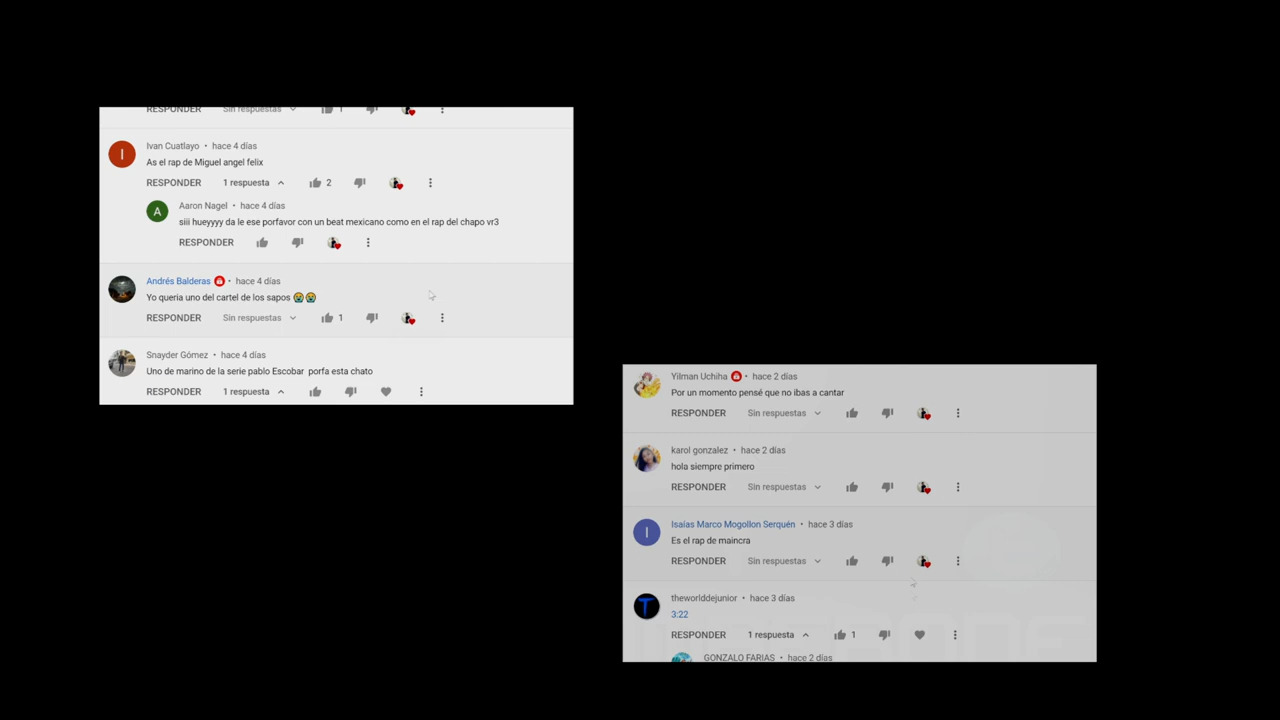 RESPONDER Sin respuestas 1
I
Ivan Cuatlayo • hace 4 días
As el rap de Miguel angel felix
RESPONDER 1 respuesta 2
A
Aaron Nagel • hace 4 días
siii hueyyyy da le ese porfavor con un beat mexicano como en el rap del chapo vr3
RESPONDER
Andrés Balderas • hace 4 días
Yo queria uno del cartel de los sapos 😭😭
RESPONDER Sin respuestas 1
Snayder Gómez • hace 4 días
Uno de marino de la serie pablo Escobar porfa esta chato
RESPONDER 1 respuesta
Yilman Uchiha • hace 2 días
Por un momento pensé que no ibas a cantar
RESPONDER Sin respuestas
karol gonzalez • hace 2 días
hola siempre primero
RESPONDER Sin respuestas
I
Isaías Marco Mogollon Serquén • hace 3 días
Es el rap de maincra
RESPONDER Sin respuestas
T
theworlddejunior • hace 3 días
3:22
RESPONDER 1 respuesta 1
GONZALO FARIAS • hace 2 días